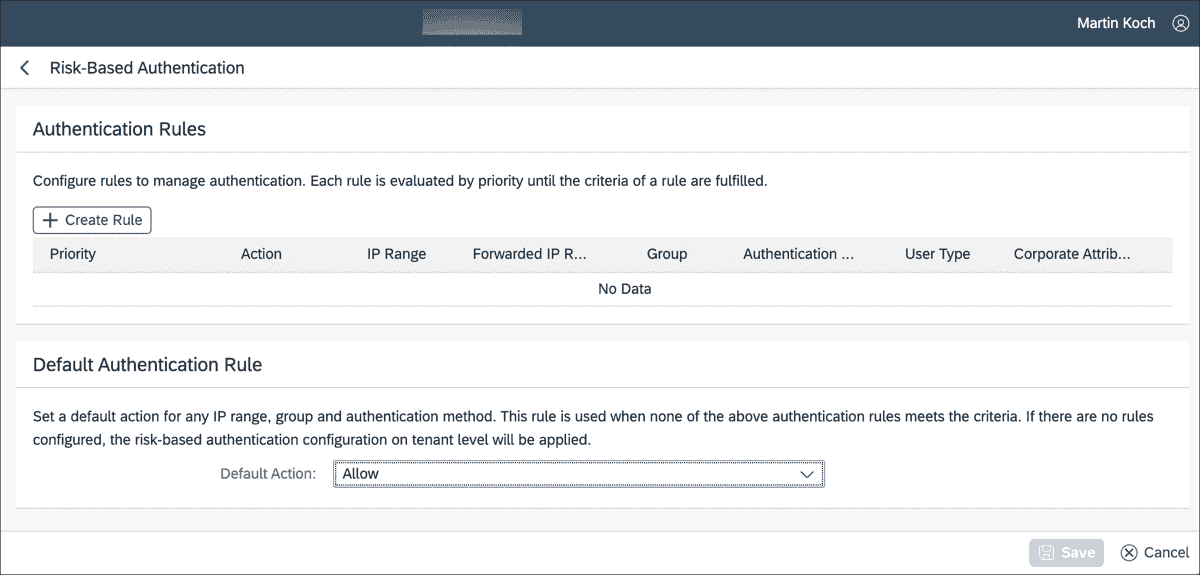 Martin Koch
Risk-Based Authentication
Authentication Rules
Configure rules to manage authentication. Each rule is evaluated by priority until the criteria of a rule are fulfilled.
Create Rule
Priority Action IP Range Forwarded IP R... Group Authentication ... User Type Corporate Attrib...
No Data
Default Authentication Rule
Set a default action for any IP range, group and authentication method. This rule is used when none of the above authentication rules meets the criteria. If there are no rules
configured, the risk-based authentication configuration on tenant level will be applied.
Default Action: Allow
Save Cancel